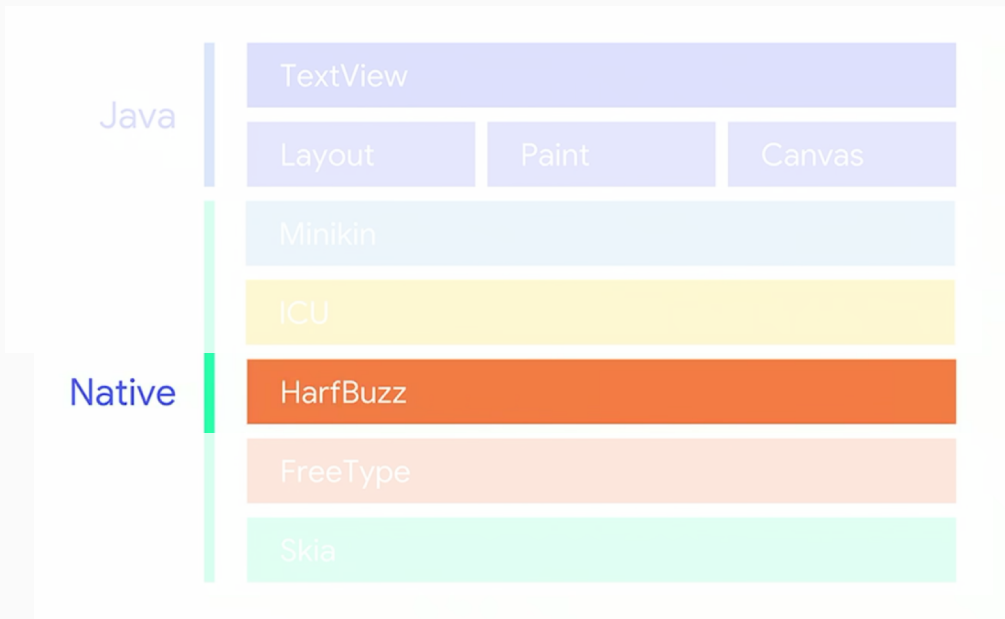 TextView
Java
Layout Paint Canvas
Minikin
ICU
Native
HarfBuzz
FreeType
Skia